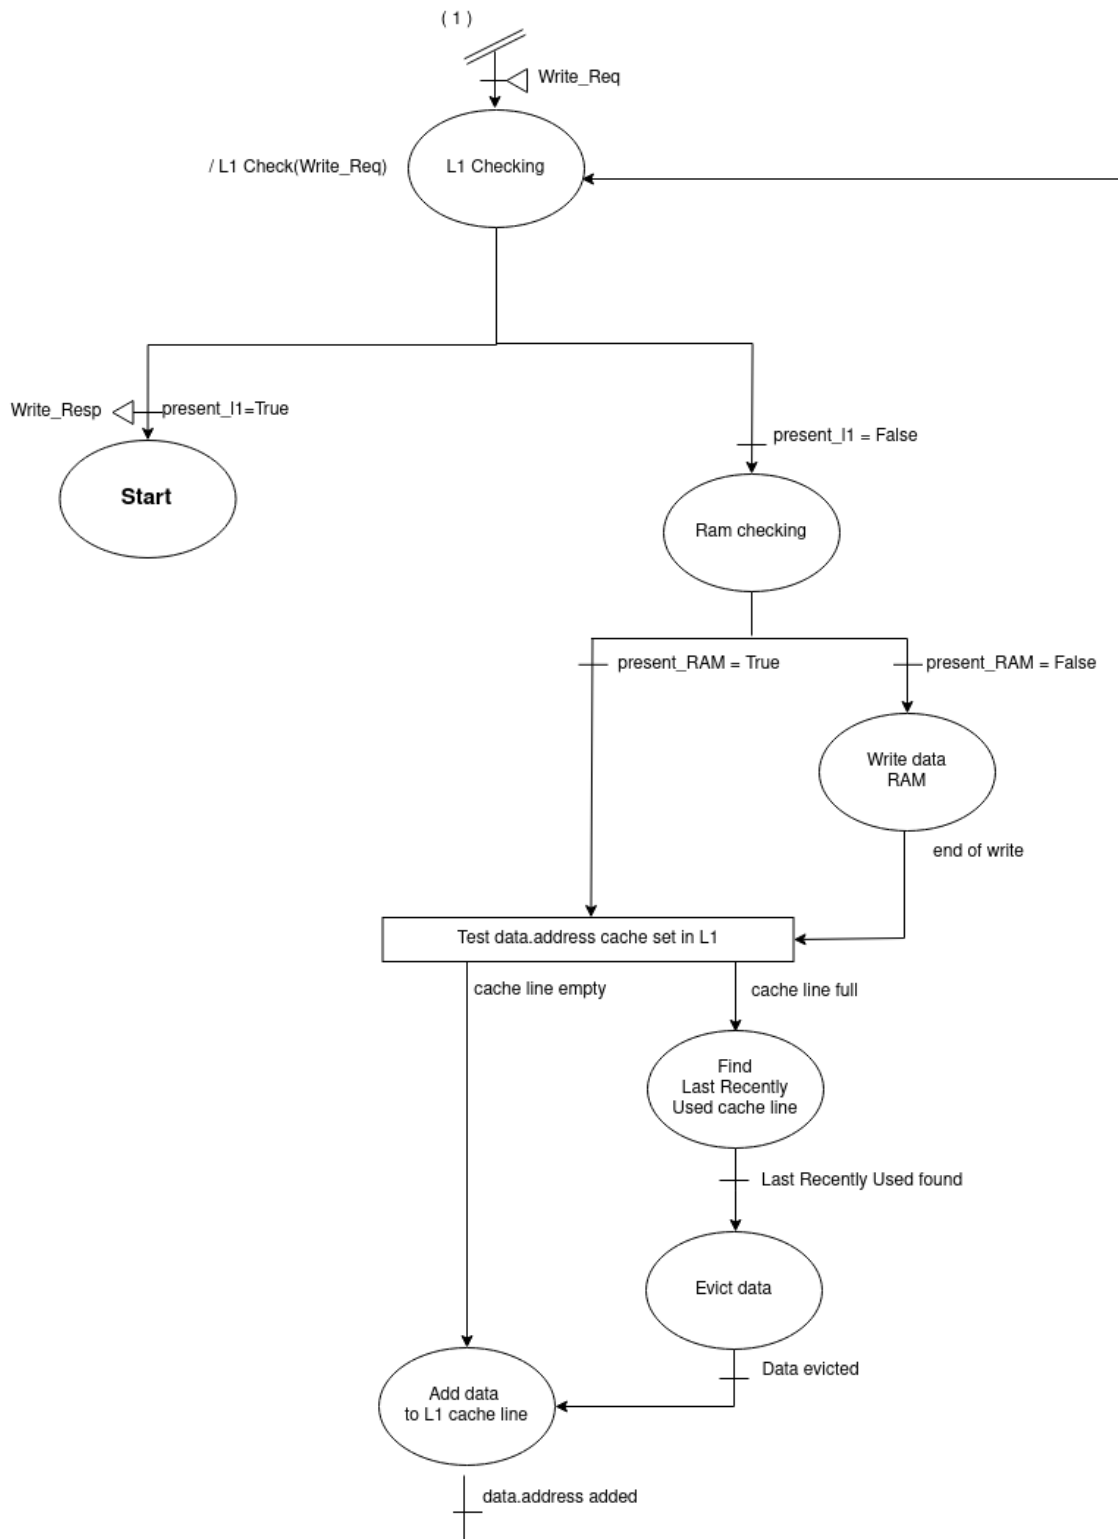 ( 1 )
Write_Req
/ L1 Check(Write_Req)
L1 Checking
Write_Resp
present_l1=True
present_l1 = False
Start
Ram checking
present_RAM = True
present_RAM = False
Write data
RAM
end of write
Test data.address cache set in L1
cache line empty
cache line full
Find
Last Recently
Used cache line
Last Recently Used found
Evict data
Data evicted
Add data
to L1 cache line
data.address added